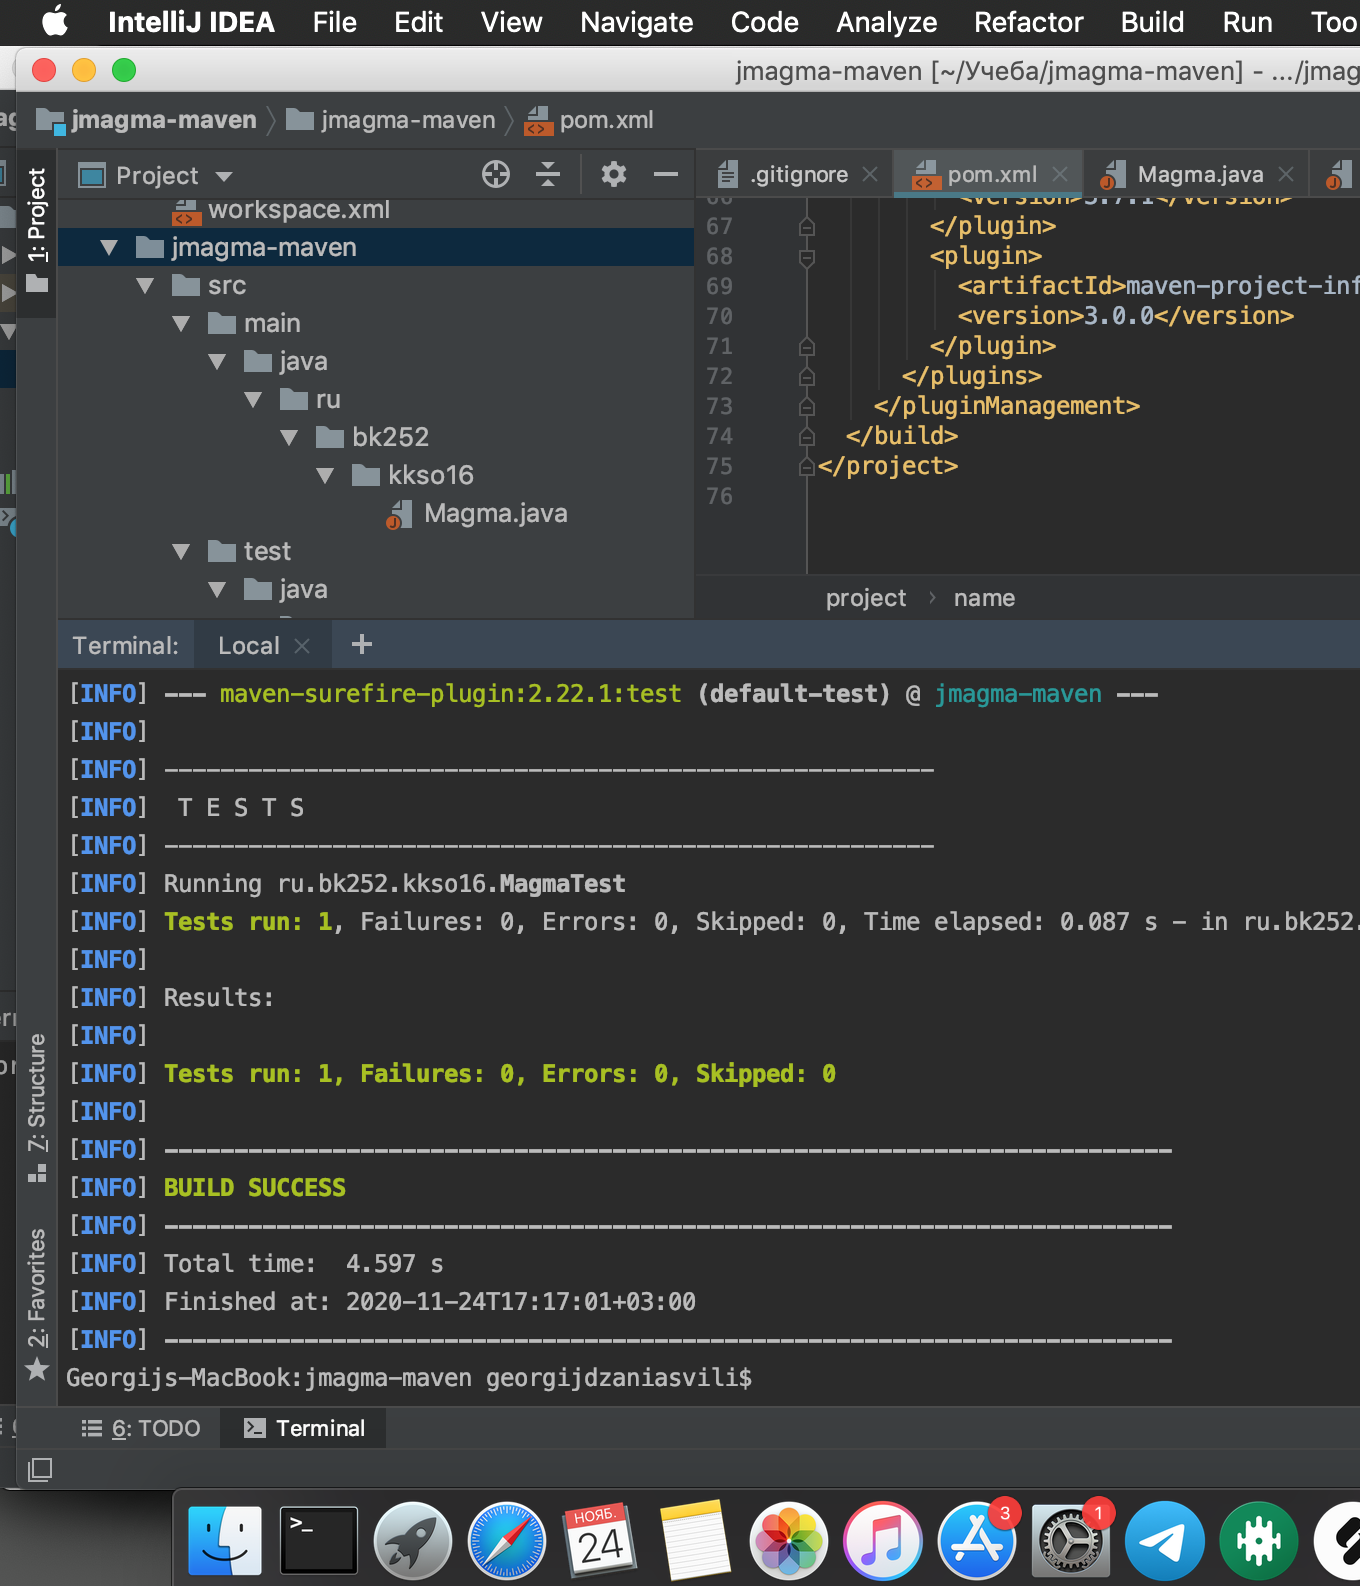 IntelliJ IDEA File Edit View Navigate Code Analyze Refactor Build Run Too
jmagma-maven [~/Учеба/jmagma-maven] - .../jmag
jmagma-maven jmagma-maven pom.xml
1: Project
Project
.gitignore pom.xml Magma.java
workspace.xml
jmagma-maven
src
main
java
ru
bk252
kkso16
Magma.java
test
java
66 <version>3.7.1</version>
67 </plugin>
68 <plugin>
69 <artifactId>maven-project-inf
70 <version>3.0.0</version>
71 </plugin>
72 </plugins>
73 </pluginManagement>
74 </build>
75 </project>
76
project › name
Terminal: Local +
[INFO] --- maven-surefire-plugin:2.22.1:test (default-test) @ jmagma-maven ---
[INFO]
[INFO] -------------------------------------------------------
[INFO]  T E S T S
[INFO] -------------------------------------------------------
[INFO] Running ru.bk252.kkso16.MagmaTest
[INFO] Tests run: 1, Failures: 0, Errors: 0, Skipped: 0, Time elapsed: 0.087 s - in ru.bk252.
[INFO]
[INFO] Results:
[INFO]
[INFO] Tests run: 1, Failures: 0, Errors: 0, Skipped: 0
[INFO]
[INFO] ------------------------------------------------------------------------
[INFO] BUILD SUCCESS
[INFO] ------------------------------------------------------------------------
[INFO] Total time:  4.597 s
[INFO] Finished at: 2020-11-24T17:17:01+03:00
[INFO] ------------------------------------------------------------------------
Georgijs-MacBook:jmagma-maven georgijdzaniasvili$
7: Structure
2: Favorites
6: TODO Terminal
>_
НОЯБ.
24
3
1